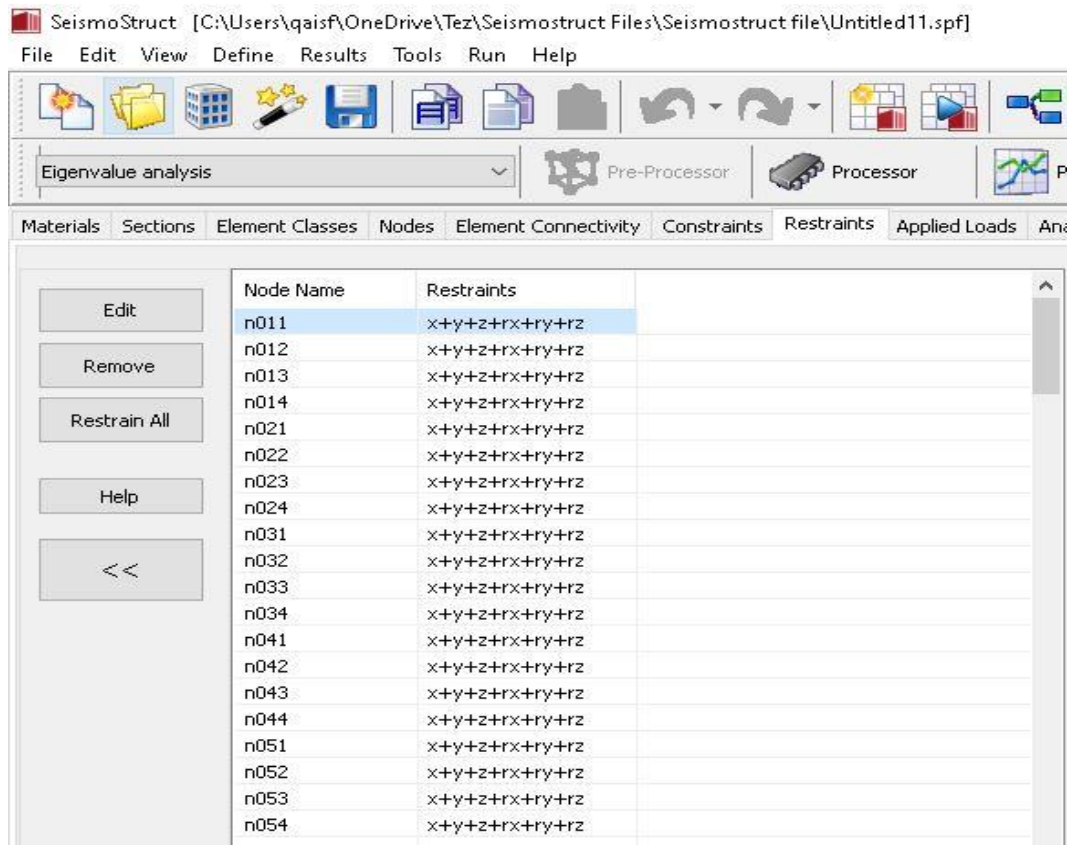 SeismoStruct [C:\Users\qaisf\OneDrive\Tez\Seismostruct Files\Seismostruct file\Untitled11.spf]
File Edit View Define Results Tools Run Help
Eigenvalue analysis Pre-Processor Processor P
Materials Sections Element Classes Nodes Element Connectivity Constraints Restraints Applied Loads Ana
Edit
Remove
Restrain All
Help
<<
Node Name Restraints
n011 x+y+z+rx+ry+rz
n012 x+y+z+rx+ry+rz
n013 x+y+z+rx+ry+rz
n014 x+y+z+rx+ry+rz
n021 x+y+z+rx+ry+rz
n022 x+y+z+rx+ry+rz
n023 x+y+z+rx+ry+rz
n024 x+y+z+rx+ry+rz
n031 x+y+z+rx+ry+rz
n032 x+y+z+rx+ry+rz
n033 x+y+z+rx+ry+rz
n034 x+y+z+rx+ry+rz
n041 x+y+z+rx+ry+rz
n042 x+y+z+rx+ry+rz
n043 x+y+z+rx+ry+rz
n044 x+y+z+rx+ry+rz
n051 x+y+z+rx+ry+rz
n052 x+y+z+rx+ry+rz
n053 x+y+z+rx+ry+rz
n054 x+y+z+rx+ry+rz